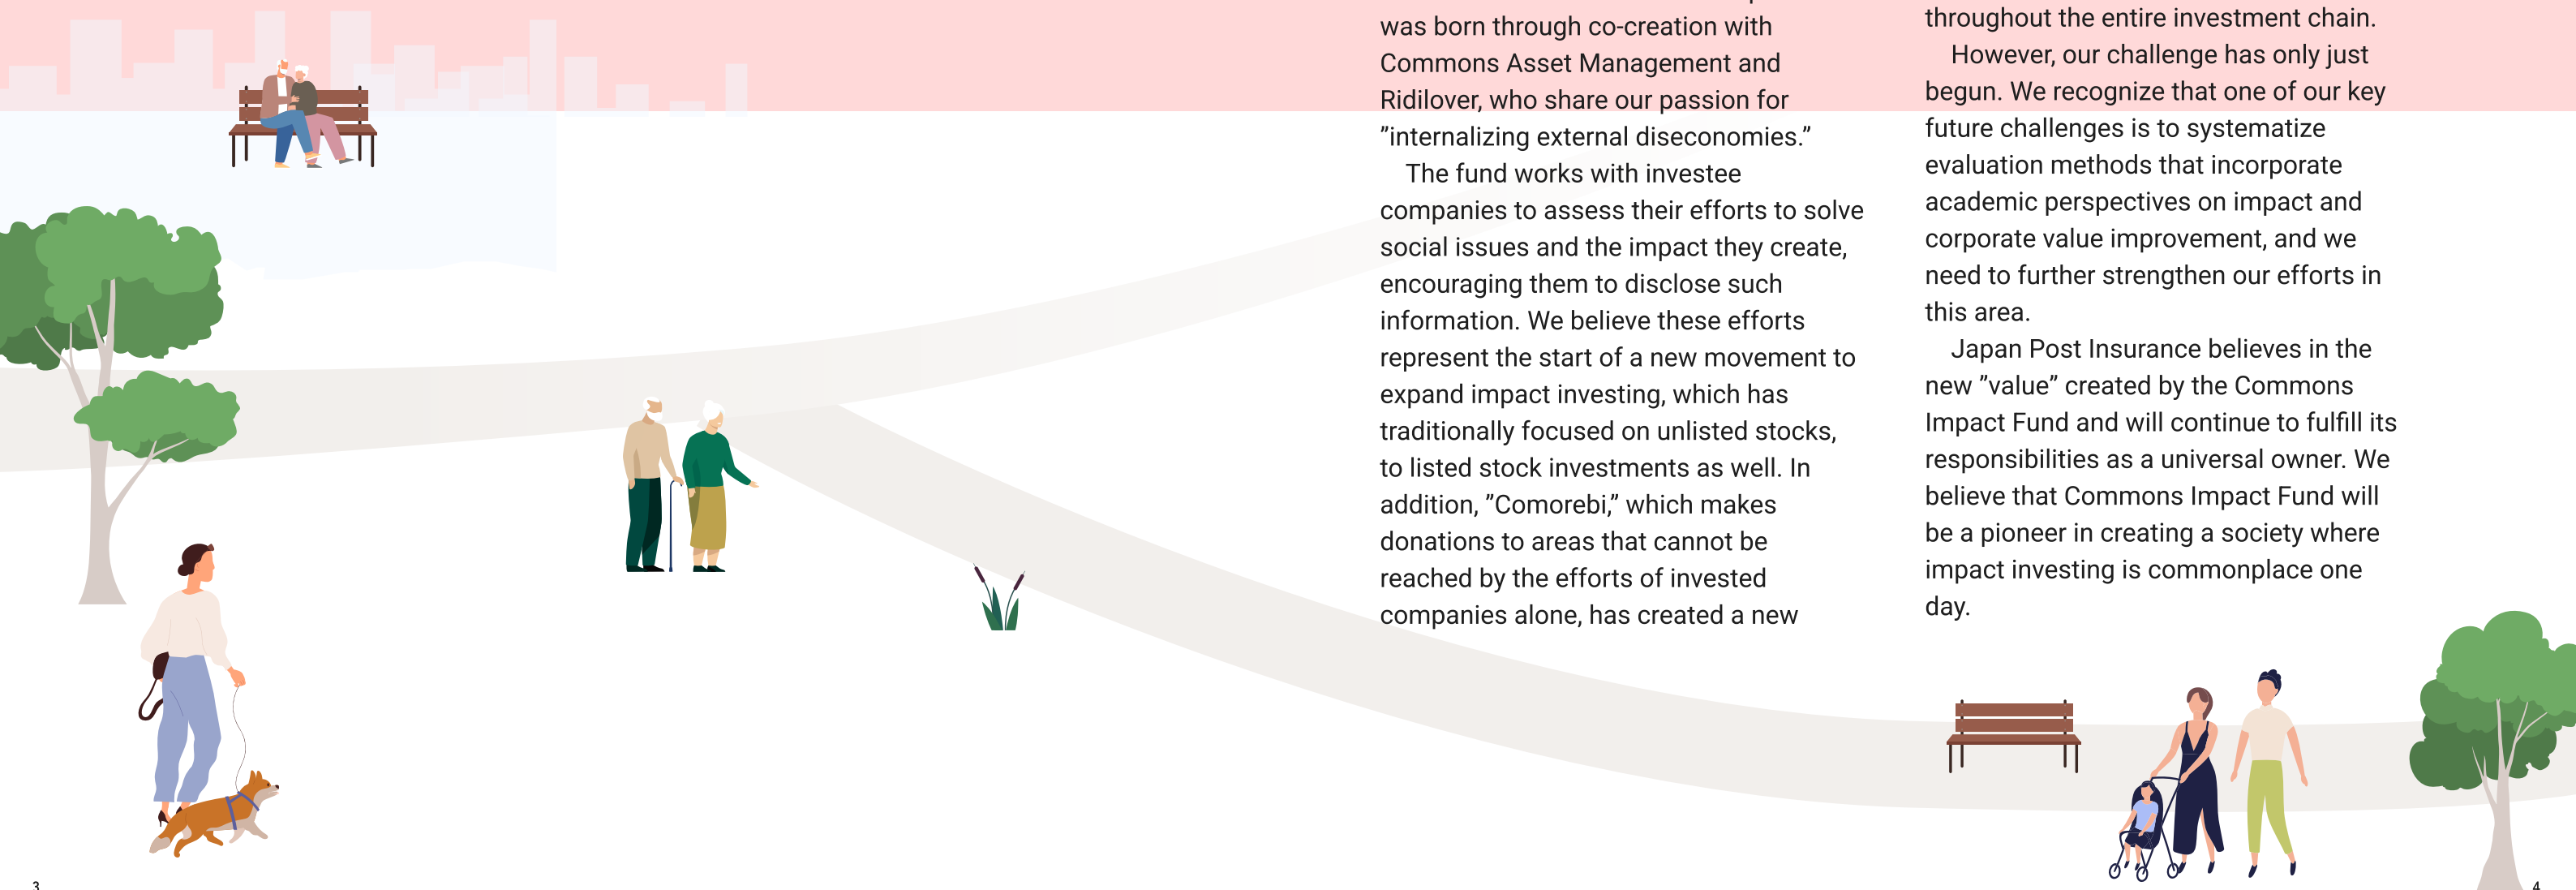 was born through co-creation with
Commons Asset Management and
Ridilover, who share our passion for
”internalizing external diseconomies.”
The fund works with investee
companies to assess their efforts to solve
social issues and the impact they create,
encouraging them to disclose such
information. We believe these efforts
represent the start of a new movement to
expand impact investing, which has
traditionally focused on unlisted stocks,
to listed stock investments as well. In
addition, ”Comorebi,” which makes
donations to areas that cannot be
reached by the efforts of invested
companies alone, has created a new
throughout the entire investment chain.
However, our challenge has only just
begun. We recognize that one of our key
future challenges is to systematize
evaluation methods that incorporate
academic perspectives on impact and
corporate value improvement, and we
need to further strengthen our efforts in
this area.
Japan Post Insurance believes in the
new ”value” created by the Commons
Impact Fund and will continue to fulfill its
responsibilities as a universal owner. We
believe that Commons Impact Fund will
be a pioneer in creating a society where
impact investing is commonplace one
day.
3
4